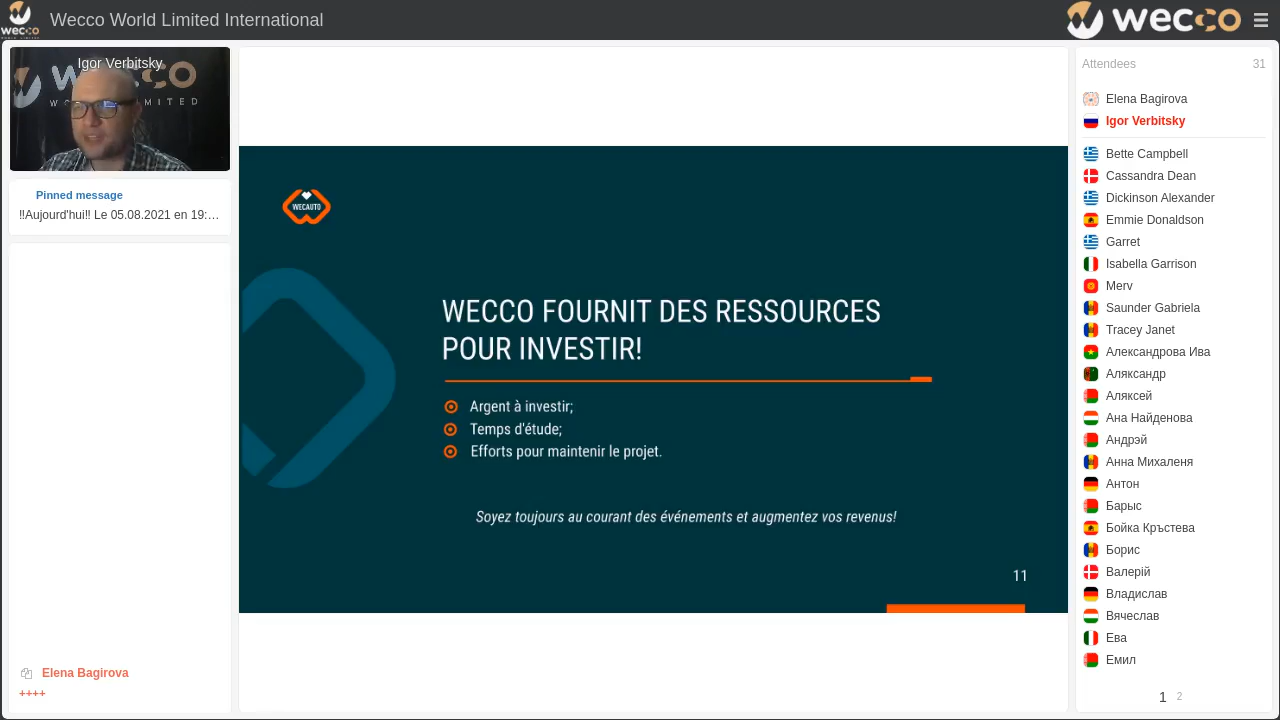 wecco
WORLD LIMITED
Wecco World Limited International
wecco
Igor Verbitsky
Pinned message
!!Aujourd'hui!! Le 05.08.2021 en 19:…
Elena Bagirova
++++
WECAUTO
WECCO FOURNIT DES RESSOURCES
POUR INVESTIR!
Argent à investir;
Temps d'étude;
Efforts pour maintenir le projet.
Soyez toujours au courant des événements et augmentez vos revenus!
11
Attendees 31
Elena Bagirova
Igor Verbitsky
Bette Campbell
Cassandra Dean
Dickinson Alexander
Emmie Donaldson
Garret
Isabella Garrison
Merv
Saunder Gabriela
Tracey Janet
Александрова Ива
Аляксандр
Аляксей
Ана Найденова
Андрэй
Анна Михаленя
Антон
Барыс
Бойка Кръстева
Борис
Валерій
Владислав
Вячеслав
Ева
Емил
1 2